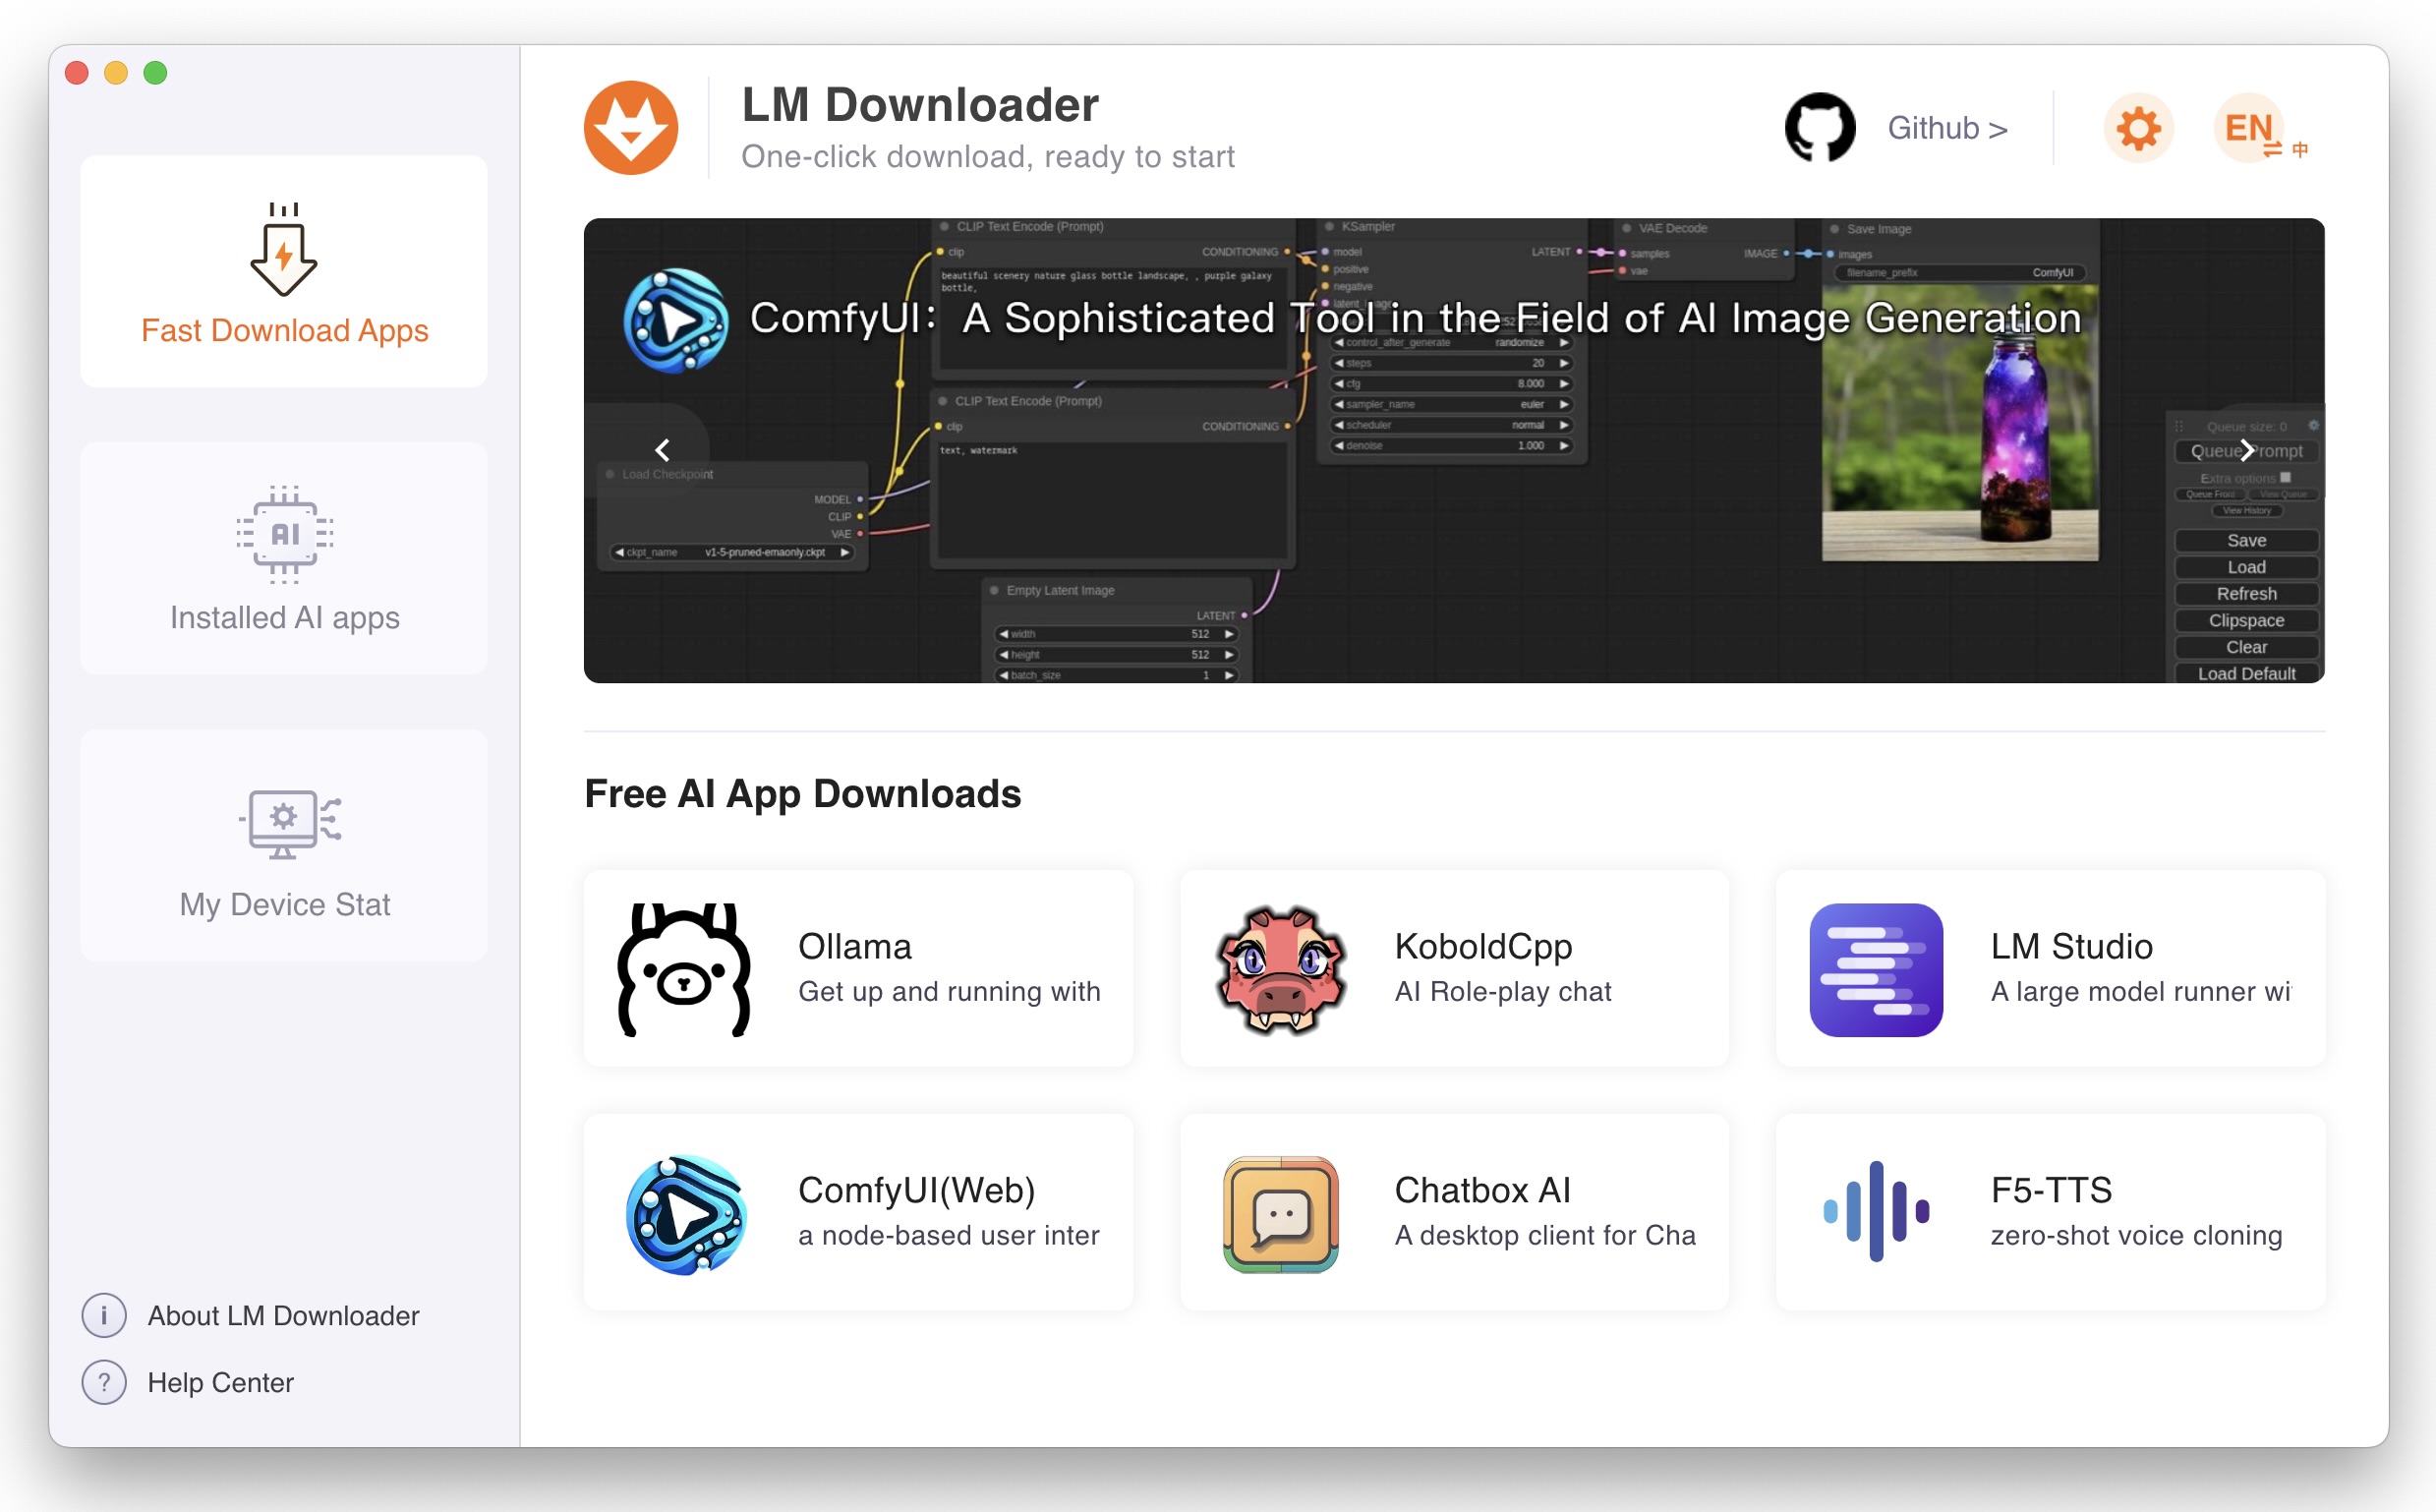 LM Downloader
One-click download, ready to start
Github >
EN
中
Fast Download Apps
AI
Installed AI apps
My Device Stat
About LM Downloader
Help Center
ComfyUI：A Sophisticated Tool in the Field of AI Image Generation
Load Checkpoint
MODEL
CLIP
VAE
ckpt_name v1-5-pruned-emaonly.ckpt
CLIP Text Encode (Prompt)
clip CONDITIONING
beautiful scenery nature glass bottle landscape, , purple galaxy
bottle,
CLIP Text Encode (Prompt)
clip CONDITIONING
text, watermark
Empty Latent Image
LATENT
width 512
height 512
batch_size 1
KSampler
model LATENT
positive
negative
latent_image
control_after_generate randomize
steps 20
cfg 8.000
sampler_name euler
scheduler normal
denoise 1.000
VAE Decode
samples IMAGE
vae
Save Image
images
filename_prefix ComfyUI
Queue size: 0
Queue Prompt
Extra options
Queue Front View Queue
View History
Save
Load
Refresh
Clipspace
Clear
Load Default
Free AI App Downloads
Ollama
Get up and running with
KoboldCpp
AI Role-play chat
LM Studio
A large model runner wi
ComfyUI(Web)
a node-based user inter
Chatbox AI
A desktop client for Cha
F5-TTS
zero-shot voice cloning